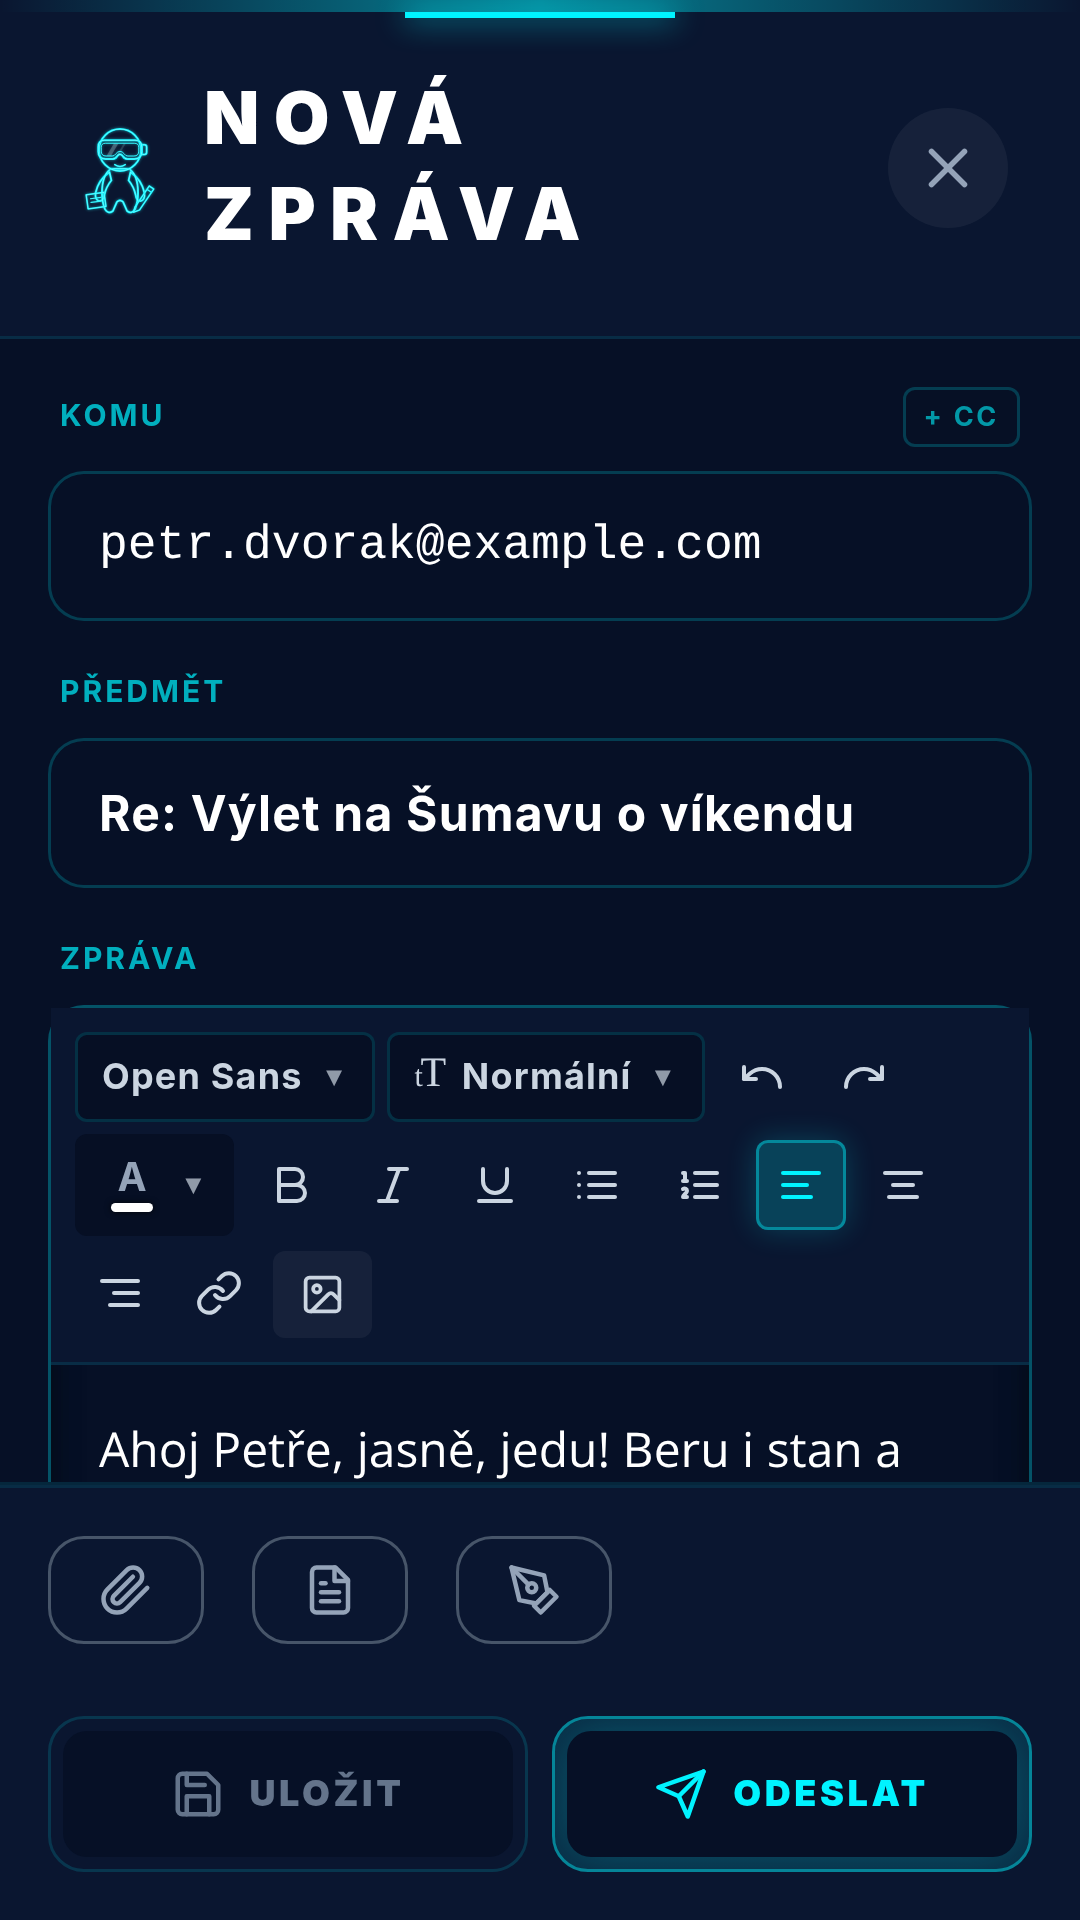 NOVÁ
ZPRÁVA
KOMU
+ CC
petr.dvorak@example.com
PŘEDMĚT
Re: Výlet na Šumavu o víkendu
ZPRÁVA
Open Sans ▼
tT Normální ▼
A ▼
Ahoj Petře, jasně, jedu! Beru i stan a
ULOŽIT
ODESLAT